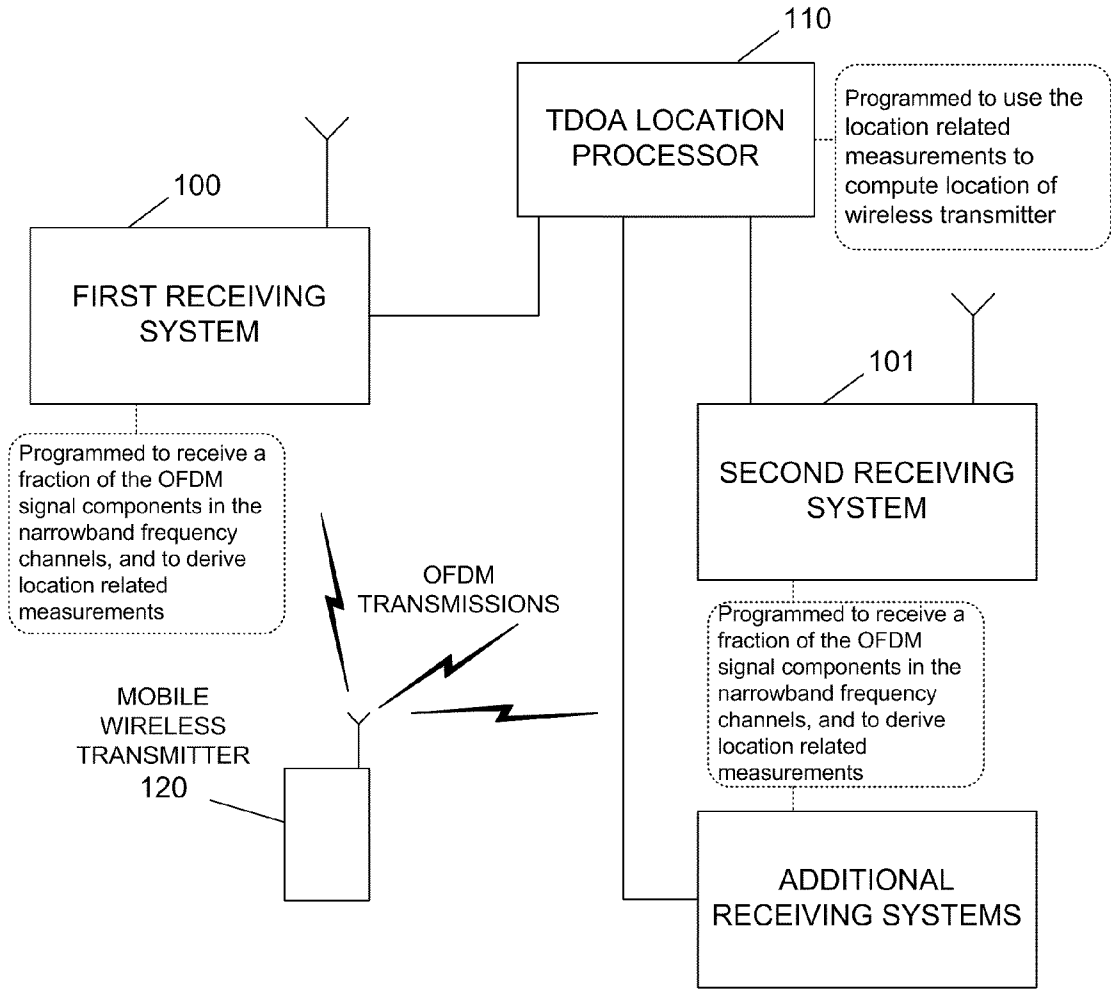 110
TDOA LOCATION
PROCESSOR
Programmed to use the
location related
measurements to
compute location of
wireless transmitter
100
FIRST RECEIVING
SYSTEM
Programmed to receive a
fraction of the OFDM
signal components in the
narrowband frequency
channels, and to derive
location related
measurements
101
SECOND RECEIVING
SYSTEM
Programmed to receive a
fraction of the OFDM
signal components in the
narrowband frequency
channels, and to derive
location related
measurements
OFDM
TRANSMISSIONS
MOBILE
WIRELESS
TRANSMITTER
120
ADDITIONAL
RECEIVING SYSTEMS